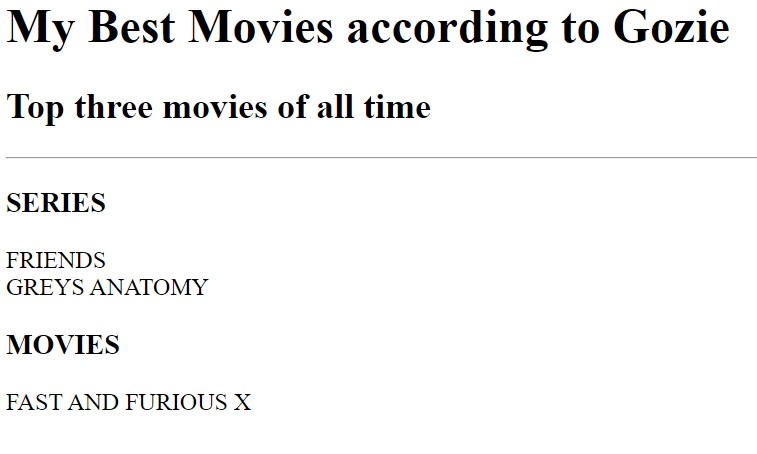 My Best Movies according to Gozie
Top three movies of all time
SERIES
FRIENDS
GREYS ANATOMY
MOVIES
FAST AND FURIOUS X